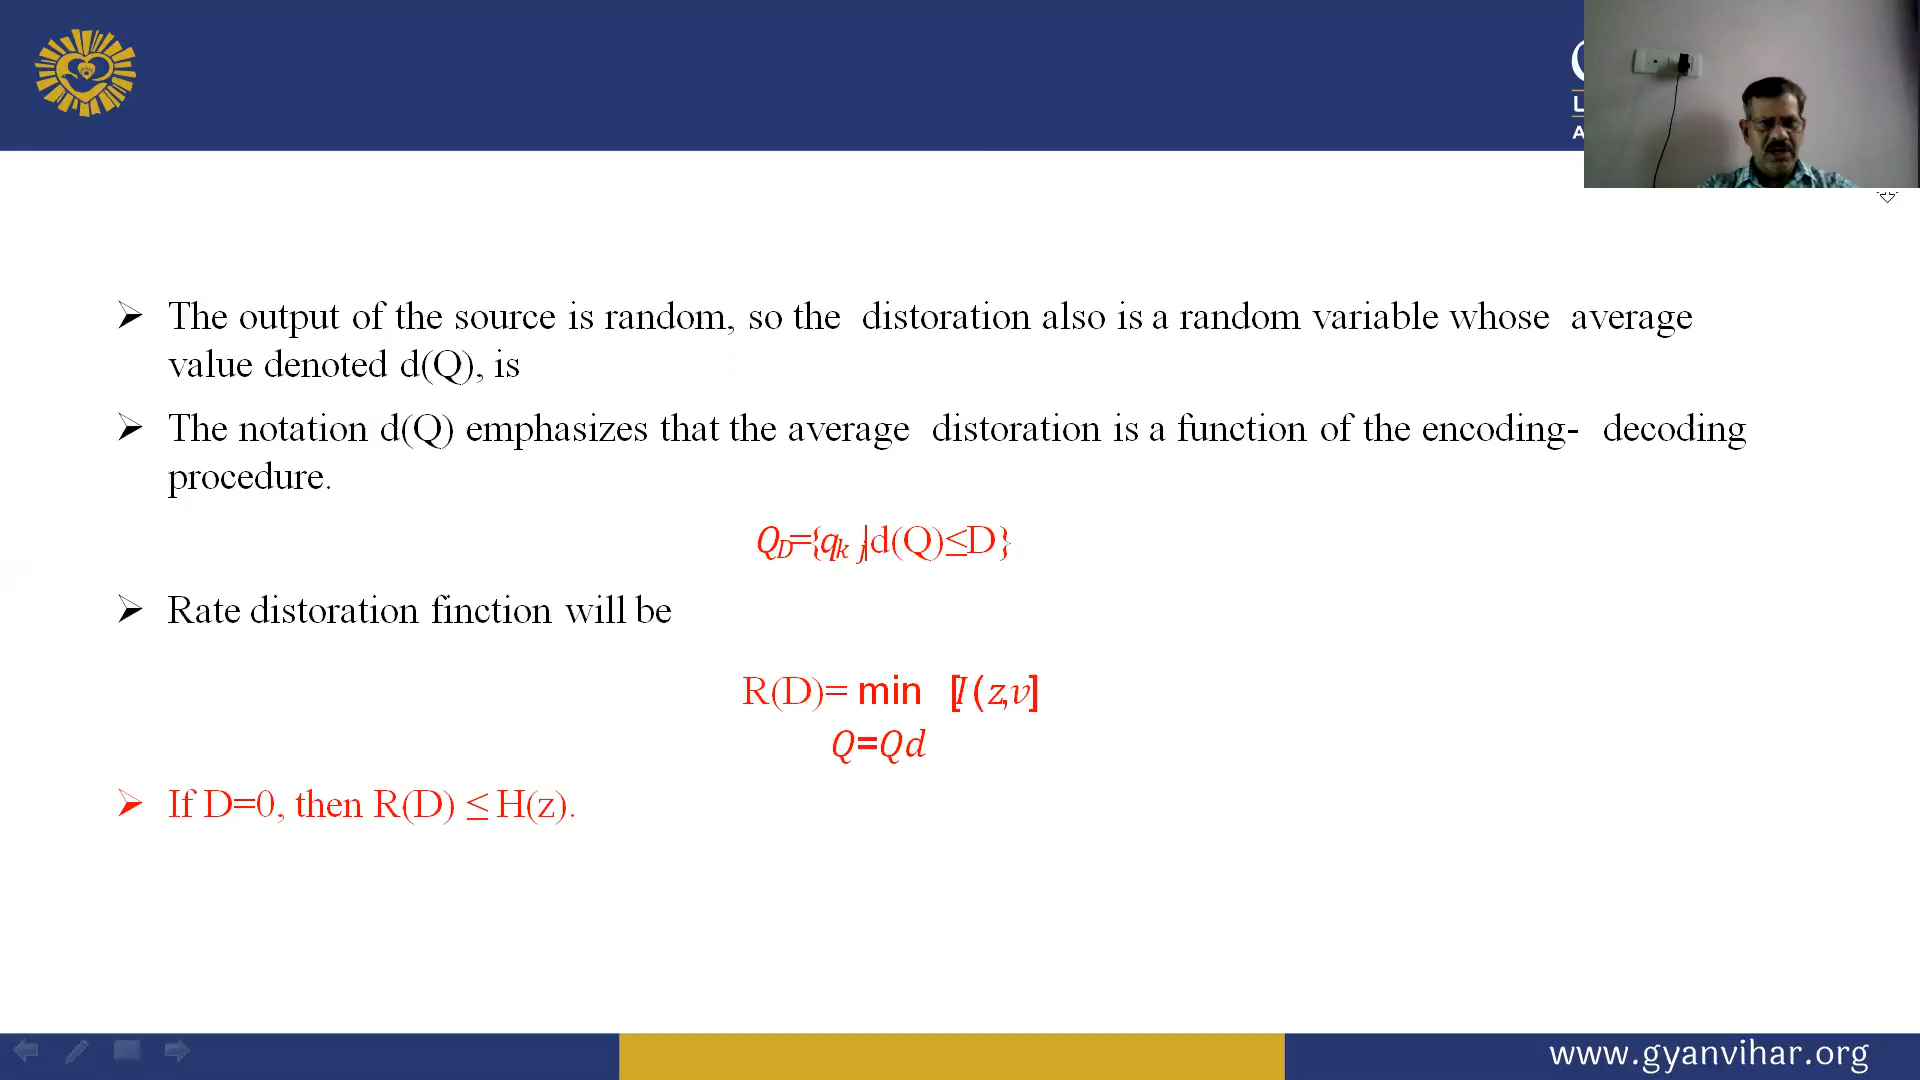 ➢ The output of the source is random, so the distoration also is a random variable whose average
value denoted d(Q), is
➢ The notation d(Q) emphasizes that the average distoration is a function of the encoding- decoding
procedure.
Q_D={q_k j|d(Q)≤D}
➢ Rate distoration finction will be
R(D)= min [I(z,v]
Q=Qd
➢ If D=0, then R(D) ≤ H(z).
www.gyanvihar.org